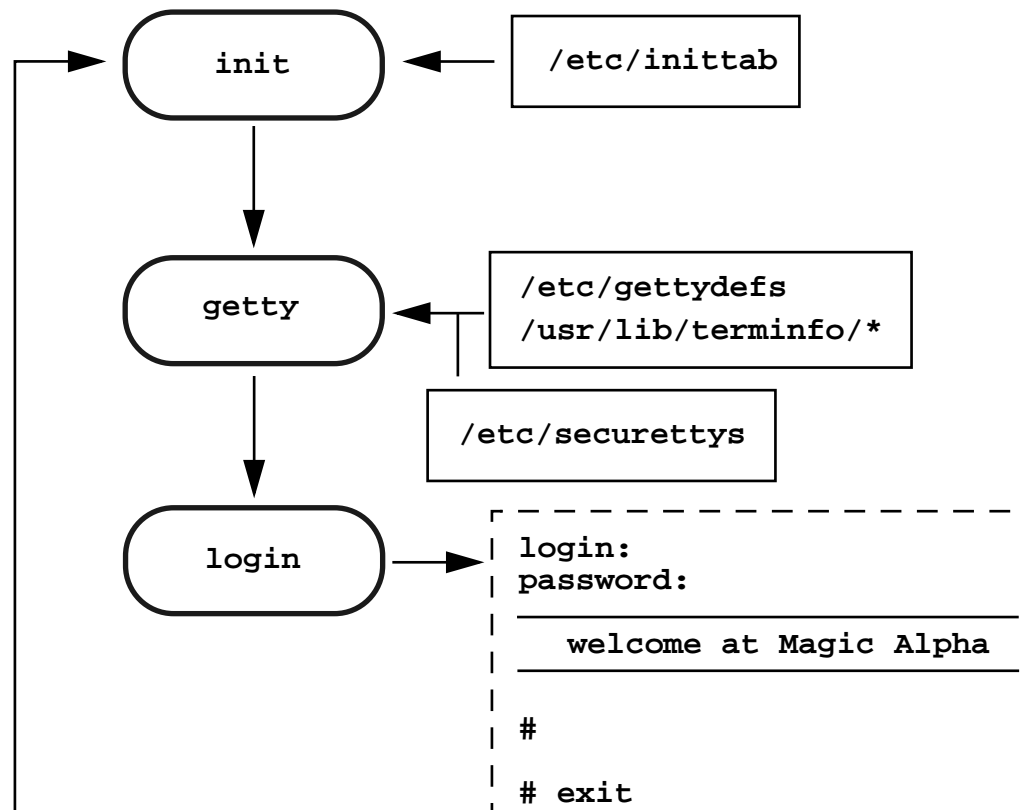 init
/etc/inittab
getty
/etc/gettydefs
/usr/lib/terminfo/*
/etc/securettys
login
login:
password:
welcome at Magic Alpha
#
# exit